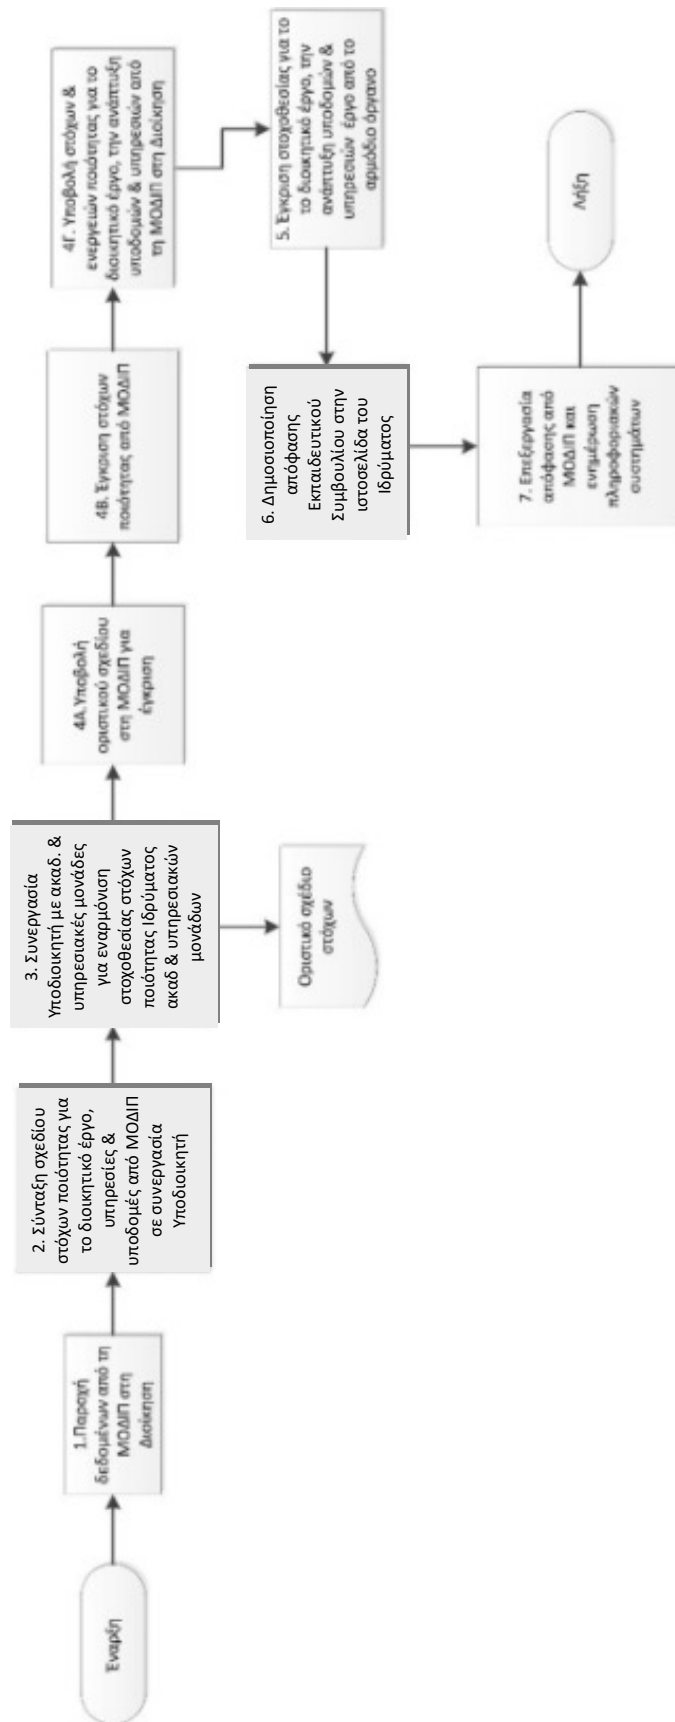 Έναρξη
1.Παροχή
δεδομένων από τη
ΜΟΔΙΠ στη
Διοίκηση
2. Σύνταξη σχεδίου
στόχων ποιότητας για
το διοικητικό έργο,
υπηρεσίες &
υποδομές από ΜΟΔΙΠ
σε συνεργασία
Υποδιοικητή
3. Συνεργασία
Υποδιοικητή με ακαδ. &
υπηρεσιακές μονάδες
για εναρμόνιση
στοχοθεσίας στόχων
ποιότητας Ιδρύματος
ακαδ & υπηρεσιακών
μονάδων
Οριστικό σχέδιο
στόχων
4Α.Υποβολή
οριστικού σχεδίου
στη ΜΟΔΙΠ για
έγκριση
4Β. Έγκριση στόχων
ποιότητας από ΜΟΔΙΠ
4Γ. Υποβολή στόχων &
ενεργειών ποιότητας για το
διοικητικό έργο, την ανάπτυξη
υποδομών & υπηρεσιών από
τη ΜΟΔΙΠ στη Διοίκηση
5. Έγκριση στοχοθεσίας για το
το διοικητικό έργο, την
ανάπτυξη υποδομών &
υπηρεσιών έργο από το
αρμόδιο όργανο
6. Δημοσιοποίηση
απόφασης
Εκπαιδευτικού
Συμβουλίου στην
ιστοσελίδα του
Ιδρύματος
7. Επεξεργασία
απόφασης από
ΜΟΔΙΠ και
ενημέρωση
πληροφοριακών
συστημάτων
Λήξη